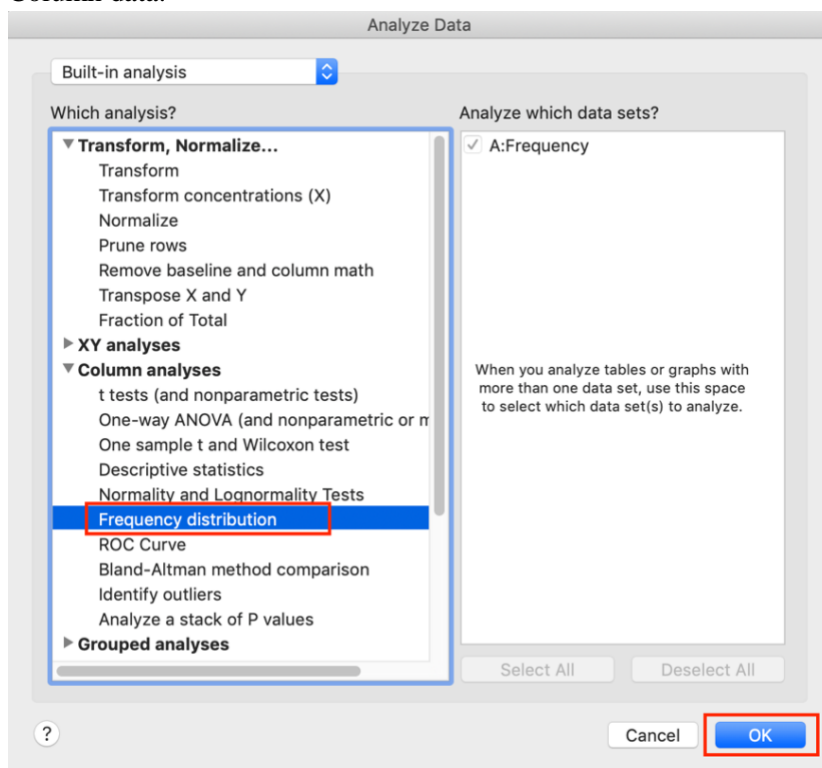 Column data.
Analyze Data
Built-in analysis
Which analysis?
Transform, Normalize...
Transform
Transform concentrations (X)
Normalize
Prune rows
Remove baseline and column math
Transpose X and Y
Fraction of Total
XY analyses
Column analyses
t tests (and nonparametric tests)
One-way ANOVA (and nonparametric or
One sample t and Wilcoxon test
Descriptive statistics
Normality and Lognormality Tests
Frequency distribution
ROC Curve
Bland-Altman method comparison
Identify outliers
Analyze a stack of P values
Grouped analyses
Analyze which data sets?
A:Frequency
When you analyze tables or graphs with
more than one data set, use this space
to select which data set(s) to analyze.
Select All
Deselect All
?
Cancel
OK